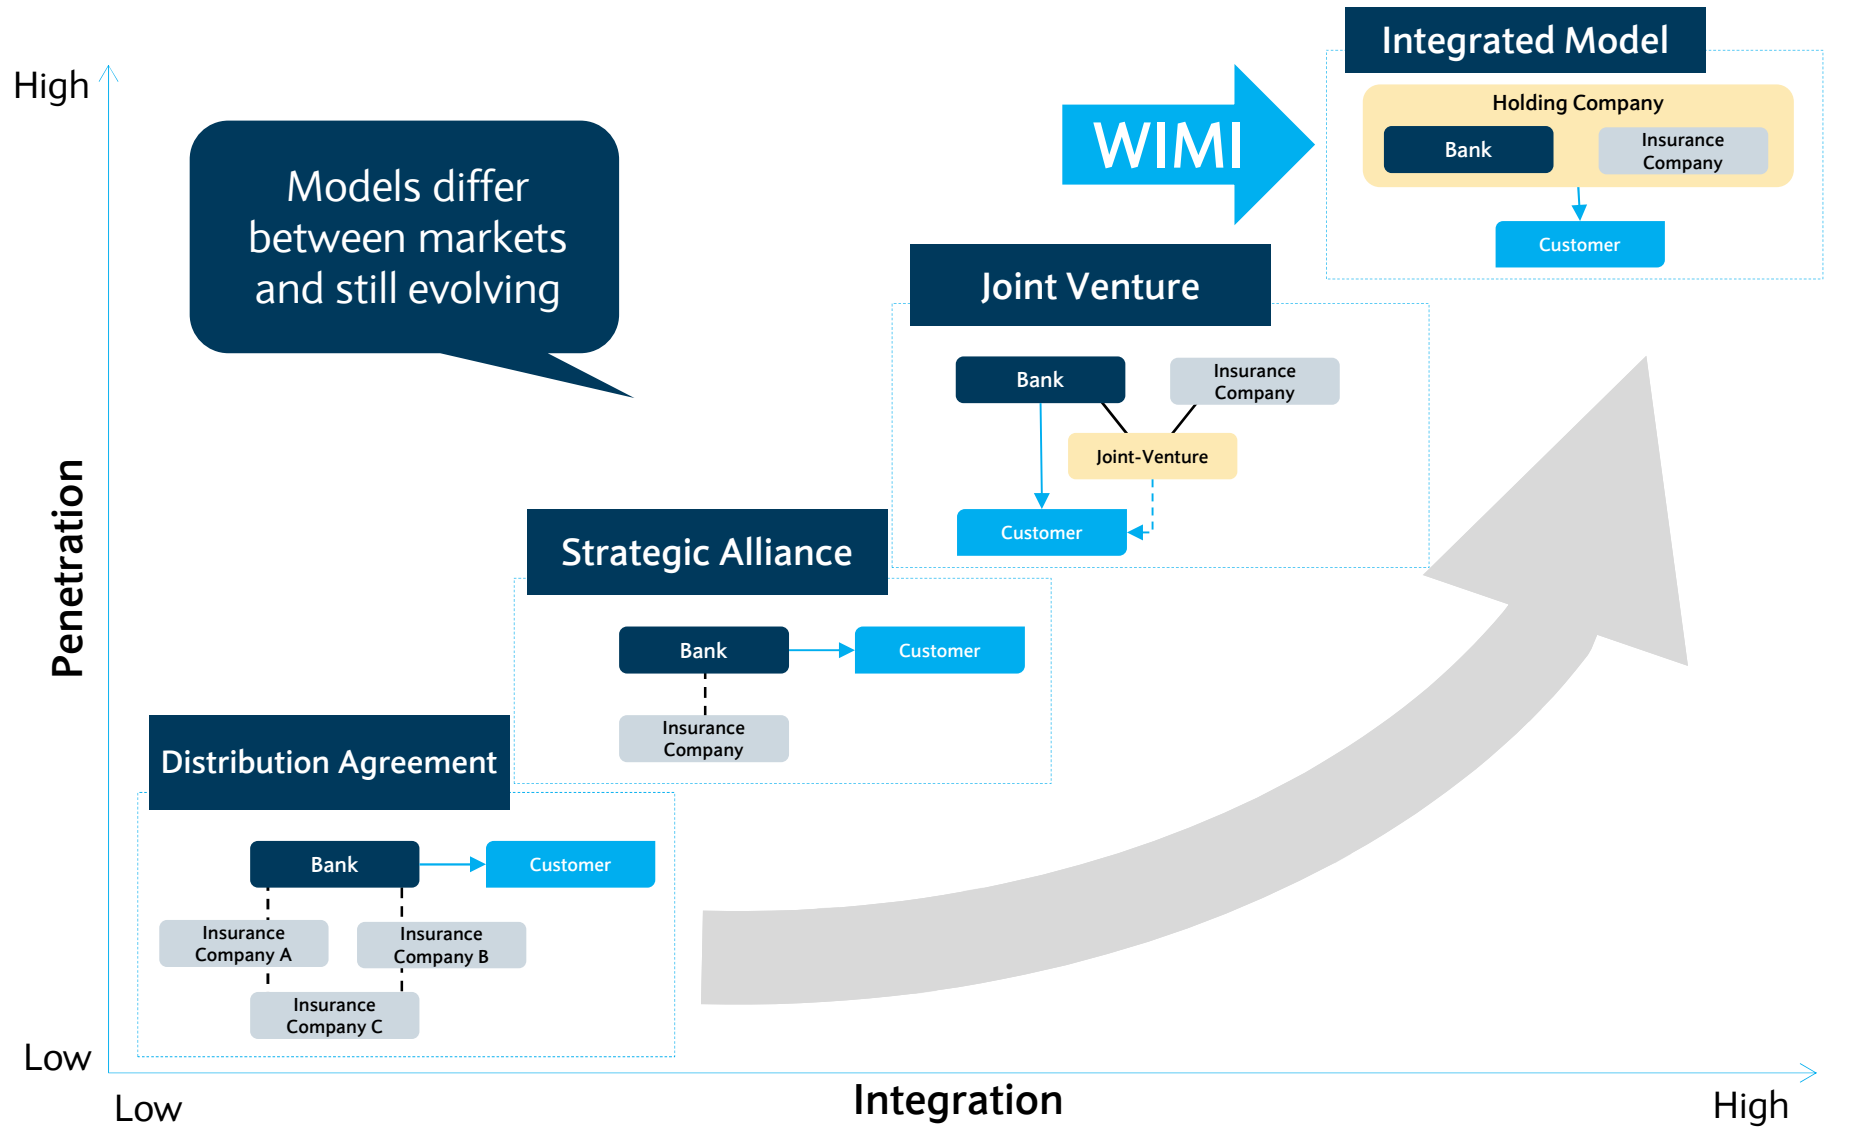 Integrated Model
High
Holding Company
Bank
Insurance
Company
Customer
WIMI
Models differ
between markets
and still evolving
Joint Venture
Bank
Insurance
Company
Joint-Venture
Customer
Strategic Alliance
Bank
Customer
Insurance
Company
Distribution Agreement
Bank
Customer
Insurance
Company A
Insurance
Company B
Insurance
Company C
Penetration
Low
Low
Integration
High